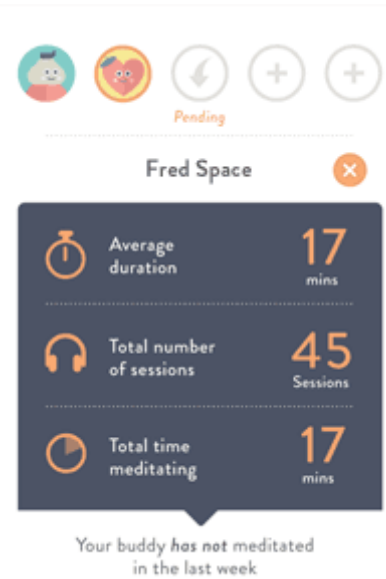 Pending
Fred Space
Average
duration
17
mins
Total number
of sessions
45
Sessions
Total time
meditating
17
mins
Your buddy has not meditated
in the last week